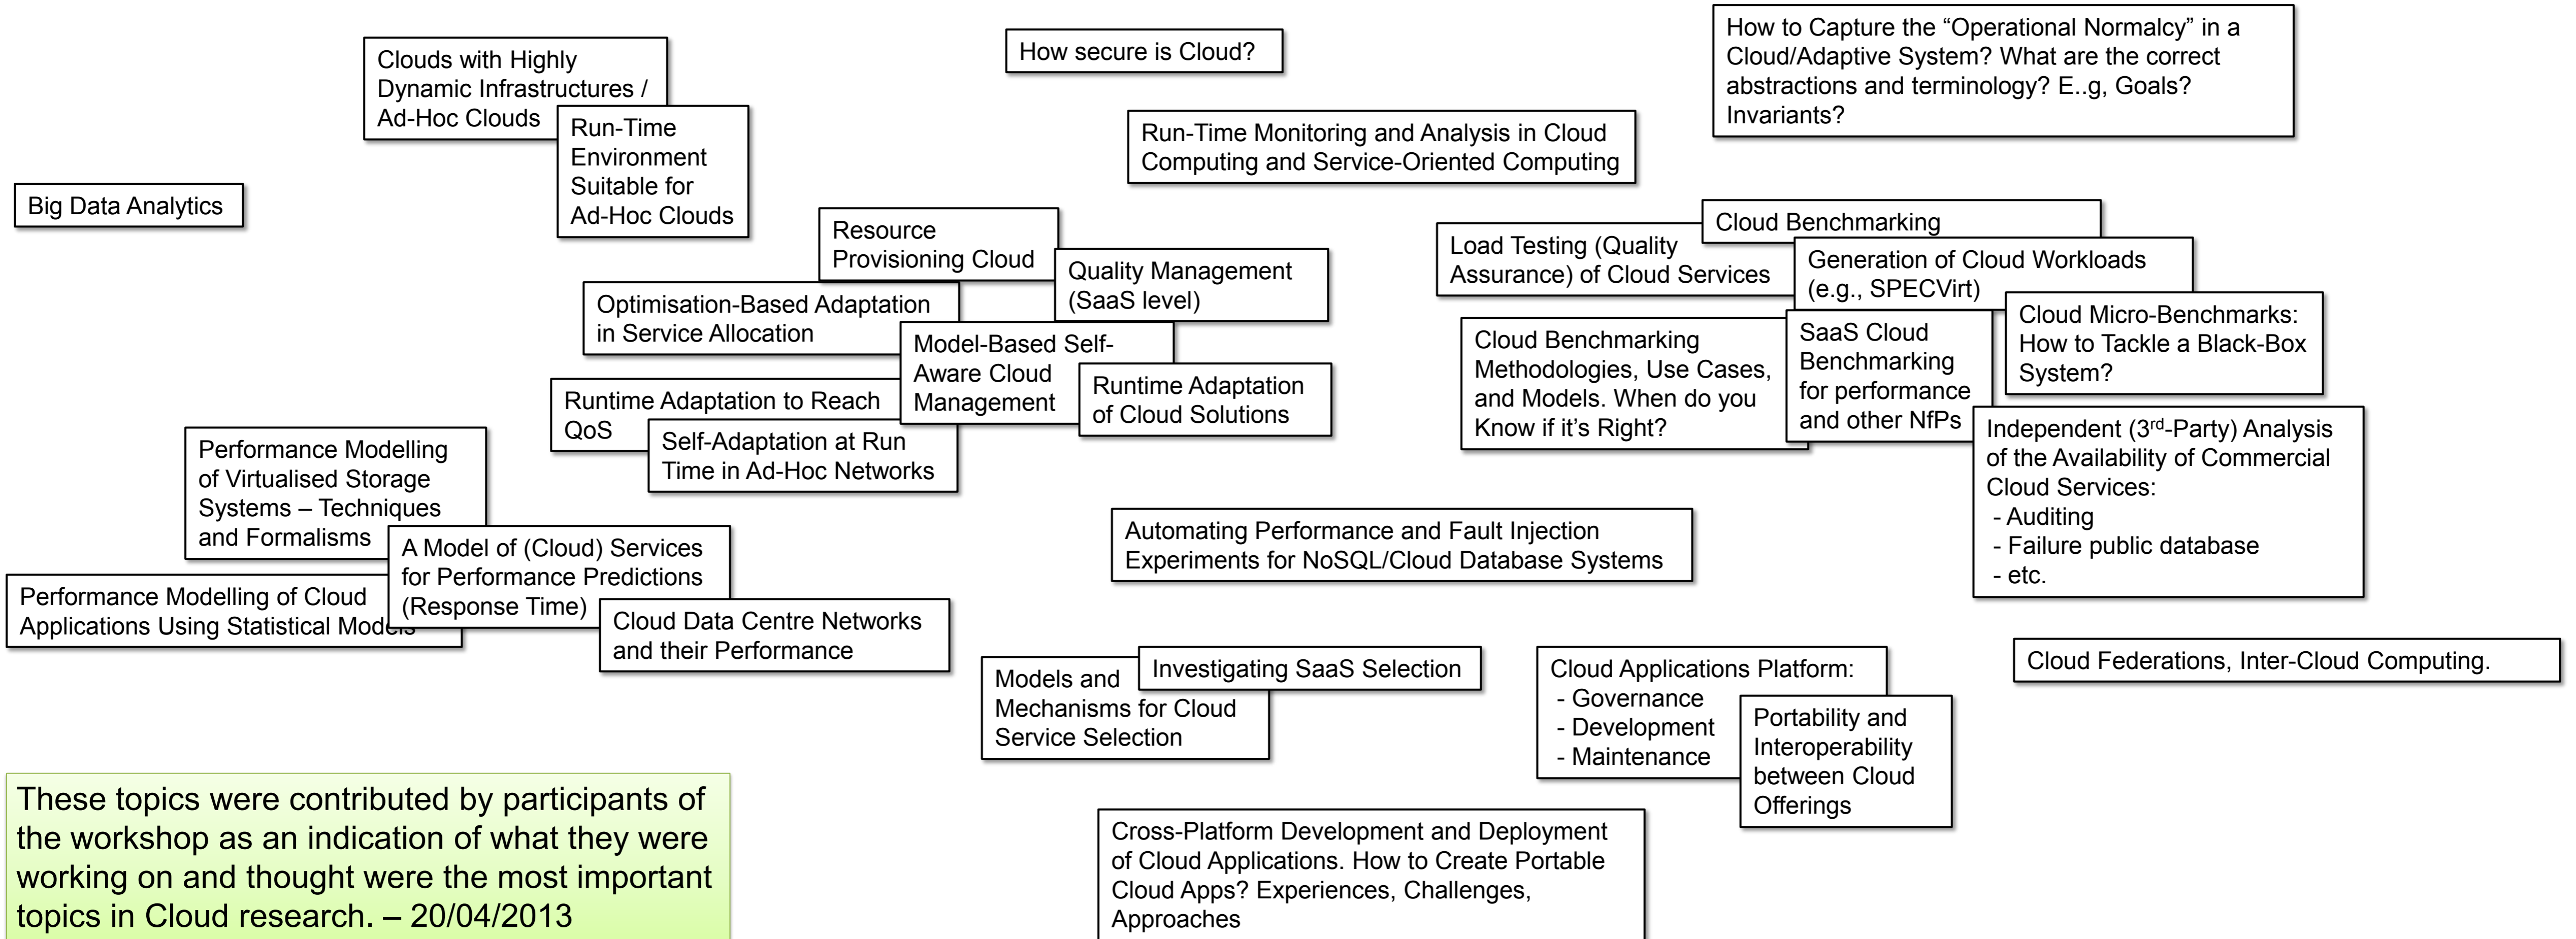 Clouds with Highly
Dynamic Infrastructures /
Ad-Hoc Clouds
Run-Time
Environment
Suitable for
Ad-Hoc Clouds
How secure is Cloud?
How to Capture the “Operational Normalcy” in a
Cloud/Adaptive System? What are the correct
abstractions and terminology? E..g, Goals?
Invariants?
Run-Time Monitoring and Analysis in Cloud
Computing and Service-Oriented Computing
Big Data Analytics
Resource
Provisioning Cloud
Quality Management
(SaaS level)
Optimisation-Based Adaptation
in Service Allocation
Model-Based Self-
Aware Cloud
Management
Runtime Adaptation
of Cloud Solutions
Runtime Adaptation to Reach
QoS
Self-Adaptation at Run
Time in Ad-Hoc Networks
Cloud Benchmarking
Load Testing (Quality
Assurance) of Cloud Services
Generation of Cloud Workloads
(e.g., SPECVirt)
Cloud Micro-Benchmarks:
How to Tackle a Black-Box
System?
Cloud Benchmarking
Methodologies, Use Cases,
and Models. When do you
Know if it’s Right?
SaaS Cloud
Benchmarking
for performance
and other NfPs
Independent (3rd-Party) Analysis
of the Availability of Commercial
Cloud Services:
- Auditing
- Failure public database
- etc.
Performance Modelling
of Virtualised Storage
Systems – Techniques
and Formalisms
A Model of (Cloud) Services
for Performance Predictions
(Response Time)
Performance Modelling of Cloud
Applications Using Statistical Models
Cloud Data Centre Networks
and their Performance
Automating Performance and Fault Injection
Experiments for NoSQL/Cloud Database Systems
Models and
Mechanisms for Cloud
Service Selection
Investigating SaaS Selection
Cloud Applications Platform:
- Governance
- Development
- Maintenance
Portability and
Interoperability
between Cloud
Offerings
Cloud Federations, Inter-Cloud Computing.
Cross-Platform Development and Deployment
of Cloud Applications. How to Create Portable
Cloud Apps? Experiences, Challenges,
Approaches
These topics were contributed by participants of
the workshop as an indication of what they were
working on and thought were the most important
topics in Cloud research. – 20/04/2013